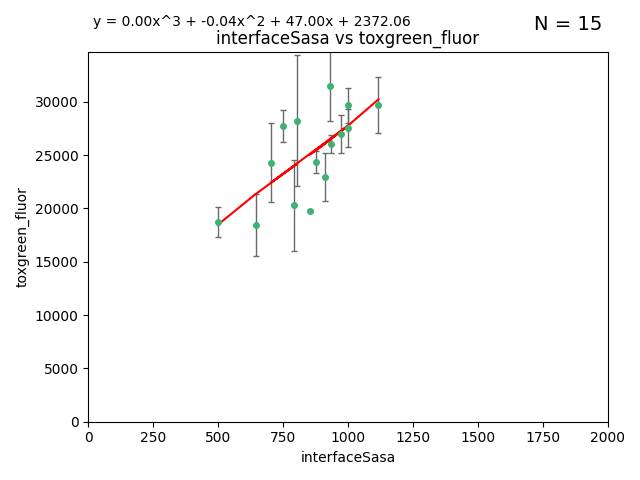 y = 0.00x^3 + -0.04x^2 + 47.00x + 2372.06
N = 15
interfaceSasa vs toxgreen_fluor
30000
25000
20000
15000
10000
5000
0
toxgreen_fluor
0 250 500 750 1000 1250 1500 1750 2000
interfaceSasa